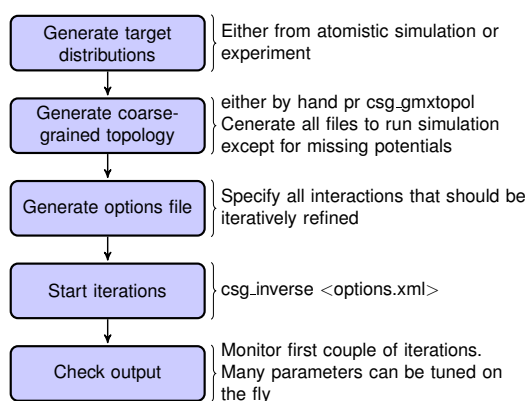 Generate target
distributions
Either from atomistic simulation or
experiment
Generate coarse-
grained topology
either by hand pr csg_gmxtopol
Cenerate all files to run simulation
except for missing potentials
Generate options file
Specify all interactions that should be
iteratively refined
Start iterations
csg_inverse <options.xml>
Check output
Monitor first couple of iterations.
Many parameters can be tuned on
the fly